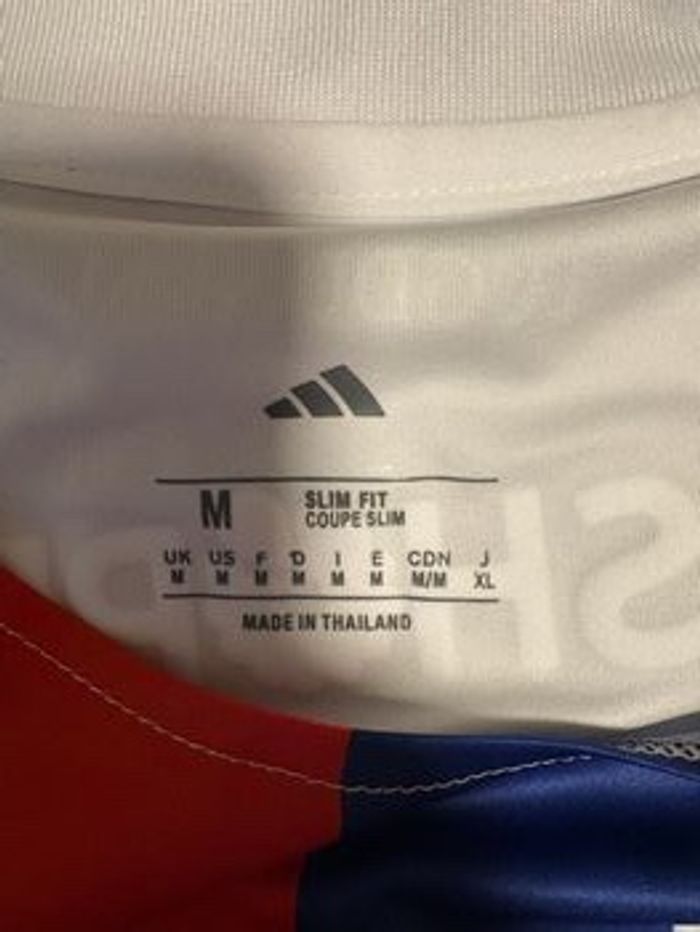 M SLIM FIT
COUPE SLIM
UK US F D I E CDN J
M M M M M M M/M XL
MADE IN THAILAND